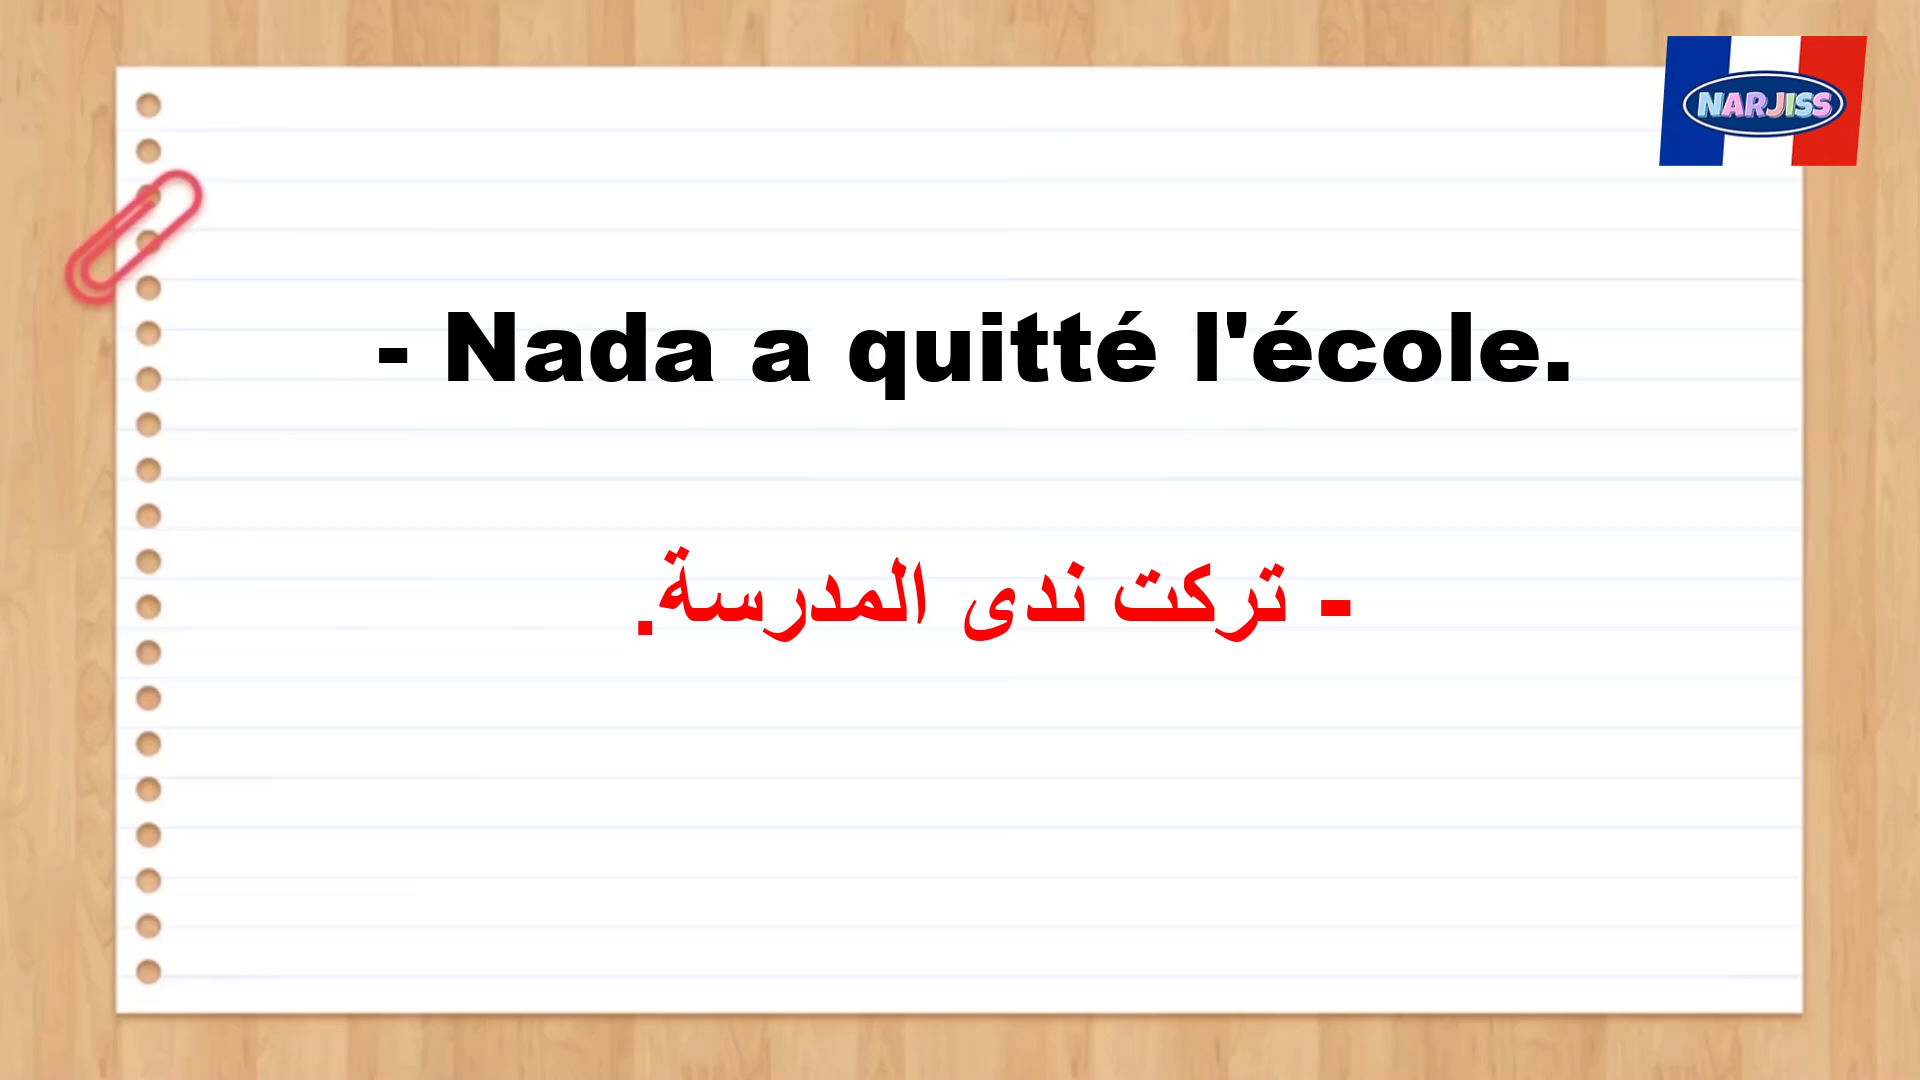 NARJISS
- Nada a quitté l'école.
- تركت ندى المدرسة.